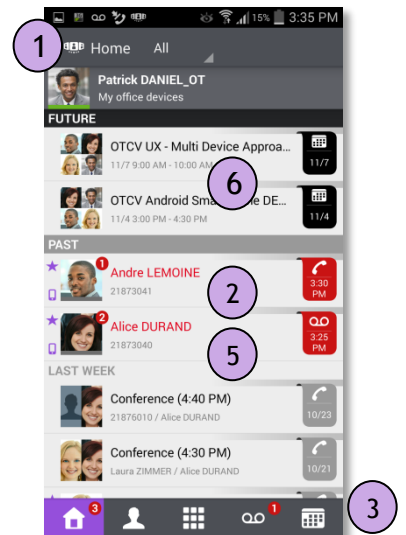 15% 3:35 PM
1
Home All
Patrick DANIEL_OT
My office devices
FUTURE
OTCV UX - Multi Device Approa...
11/7 9:00 AM - 10:00 AM
11/7
6
OTCV Android Sma ne DE...
11/4 3:00 PM - 4:30 PM
11/4
PAST
1
Andre LEMOINE
21873041
3:30
PM
2
2
Alice DURAND
21873040
3:25
PM
5
LAST WEEK
Conference (4:40 PM)
21876010 / Alice DURAND
10/23
Conference (4:30 PM)
Laura ZIMMER / Alice DURAND
10/21
3
1
3